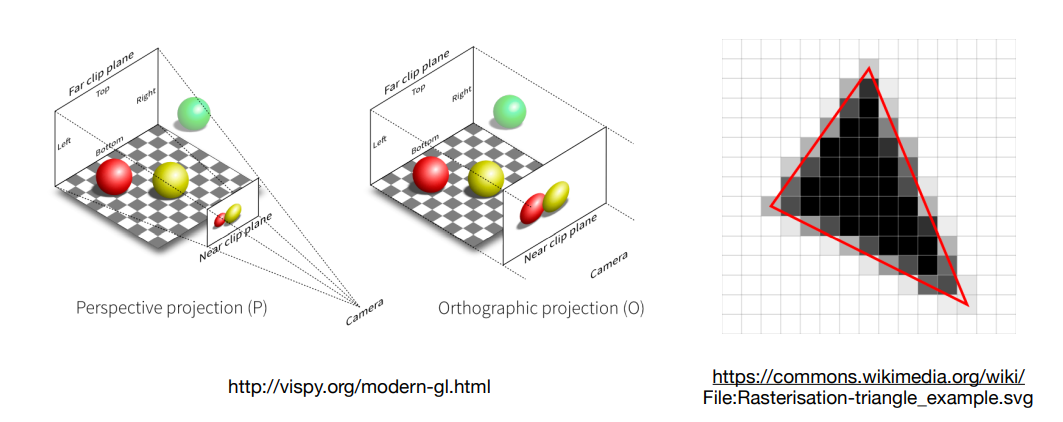 Far clip plane
Top
Right
Left
Bottom
Near clip plane
Camera
Perspective projection (P)
Far clip plane
Top
Right
Left
Bottom
Near clip plane
Camera
Orthographic projection (O)
http://vispy.org/modern-gl.html
https://commons.wikimedia.org/wiki/
File:Rasterisation-triangle_example.svg